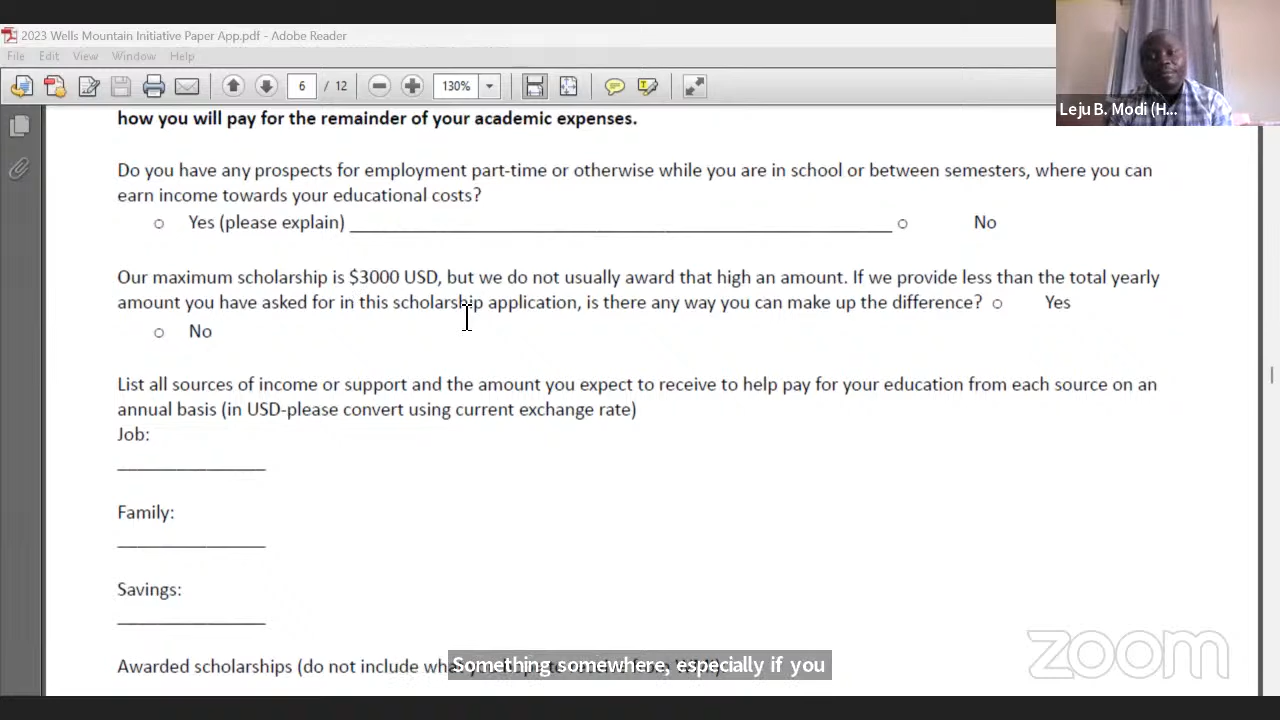 2023 Wells Mountain Initiative Paper App.pdf - Adobe Reader
File Edit View Window Help
6 / 12 130%
Leju B. Modi (H...
how you will pay for the remainder of your academic expenses.
Do you have any prospects for employment part-time or otherwise while you are in school or between semesters, where you can
earn income towards your educational costs?
○ Yes (please explain) ______________________________________________________ ○ No
Our maximum scholarship is $3000 USD, but we do not usually award that high an amount. If we provide less than the total yearly
amount you have asked for in this scholarship application, is there any way you can make up the difference? ○ Yes
○ No
List all sources of income or support and the amount you expect to receive to help pay for your education from each source on an
annual basis (in USD-please convert using current exchange rate)
Job:
_______________
Family:
_______________
Savings:
_______________
Awarded scholarships (do not include
Something somewhere, especially if you
zoom